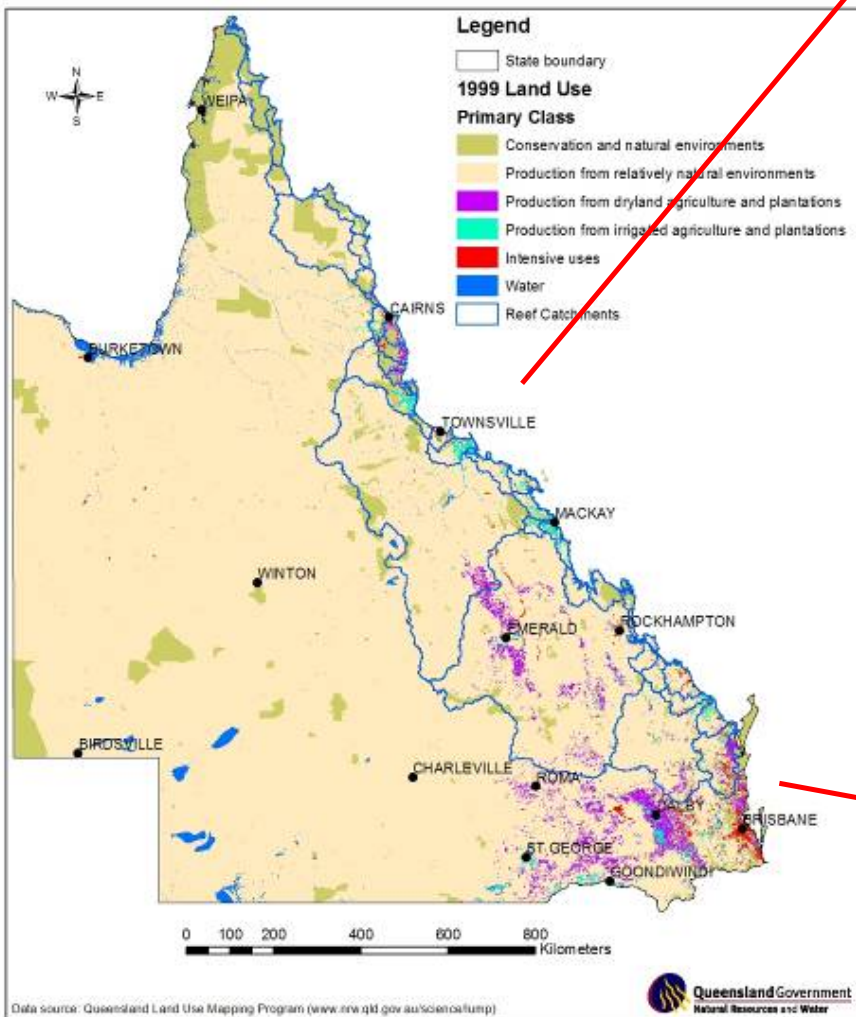 Legend
State boundary
1999 Land Use
Primary Class
Conservation and natural environments
Production from relatively natural environments
Production from dryland agriculture and plantations
Production from irrigated agriculture and plantations
Intensive uses
Water
Reef Catchments
N
W E
S
WEIPA
CAIRNS
BURKETOWN
TOWNSVILLE
MACKAY
WINTON
EMERALD
ROCKHAMPTON
BIRDSVILLE
CHARLEVILLE
ROMA
DALBY
BRISBANE
ST GEORGE
GOONDIWINDI
0 100 200 400 600 800
Kilometers
Queensland Government
Natural Resources and Water
Data source: Queensland Land Use Mapping Program (www.nrw.qld.gov.au/science/lump)